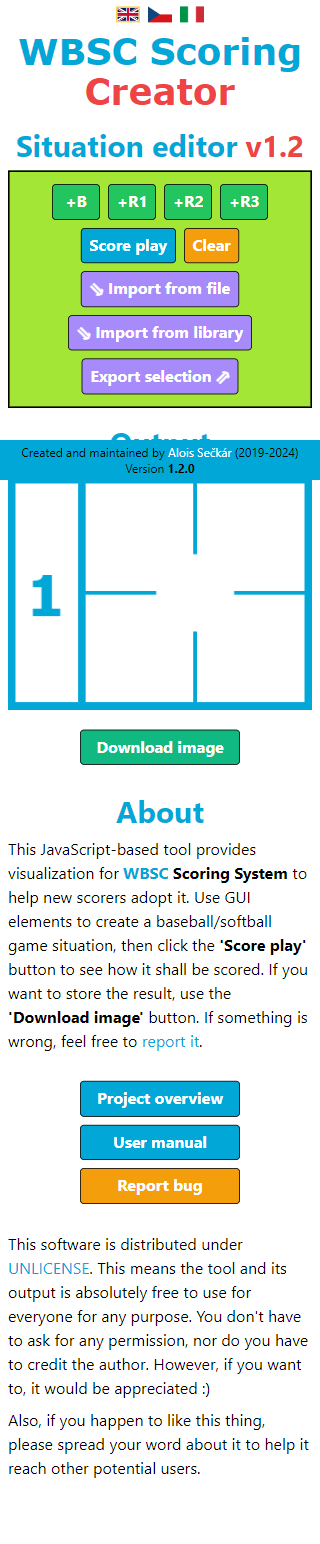 WBSC Scoring
Creator
Situation editor v1.2
+B +R1 +R2 +R3
Score play Clear
⇘ Import from file
⇘ Import from library
Export selection ⇗
Output
Created and maintained by Alois Sečkár (2019-2024)
Version 1.2.0
1
Download image
About
This JavaScript-based tool provides
visualization for WBSC Scoring System to
help new scorers adopt it. Use GUI
elements to create a baseball/softball
game situation, then click the 'Score play'
button to see how it shall be scored. If you
want to store the result, use the
'Download image' button. If something is
wrong, feel free to report it.
Project overview
User manual
Report bug
This software is distributed under
UNLICENSE. This means the tool and its
output is absolutely free to use for
everyone for any purpose. You don't have
to ask for any permission, nor do you have
to credit the author. However, if you want
to, it would be appreciated :)
Also, if you happen to like this thing,
please spread your word about it to help it
reach other potential users.